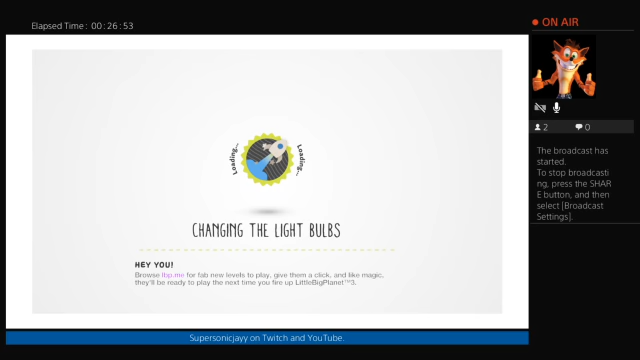 Elapsed Time : 00:26:53
ON AIR
Loading... Loading...
2 0
CHANGING THE LIGHT BULBS
HEY YOU!
Browse lbp.me for fab new levels to play, give them a click, and like magic,
they'll be ready to play the next time you fire up LittleBigPlanet™3.
The broadcast has
started.
To stop broadcasti
ng, press the SHAR
E button, and then
select [Broadcast
Settings].
Supersonicjayy on Twitch and YouTube.